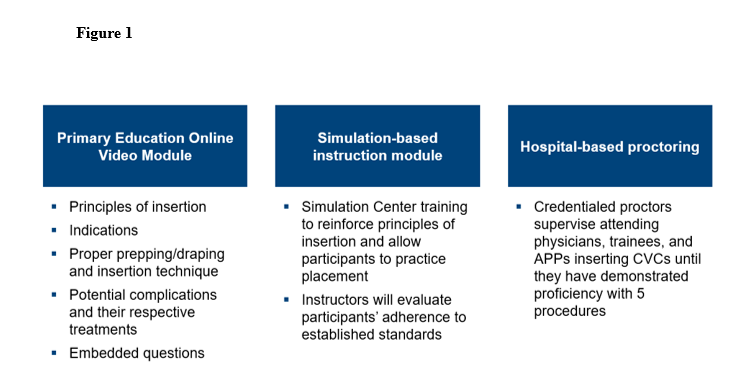 Figure 1
Primary Education Online
Video Module
Principles of insertion
Indications
Proper prepping/draping
and insertion technique
Potential complications
and their respective
treatments
Embedded questions
Simulation-based
instruction module
Simulation Center training
to reinforce principles of
insertion and allow
participants to practice
placement
Instructors will evaluate
participants’ adherence to
established standards
Hospital-based proctoring
Credentialed proctors
supervise attending
physicians, trainees, and
APPs inserting CVCs until
they have demonstrated
proficiency with 5
procedures